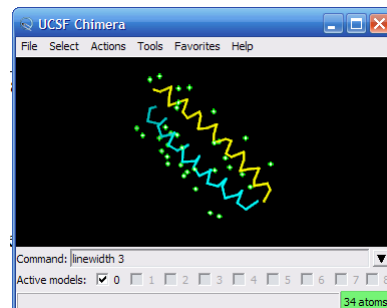 UCSF Chimera
File Select Actions Tools Favorites Help
Command: linewidth 3
Active models: 0 1 2 3 4 5 6 7 8
34 atoms